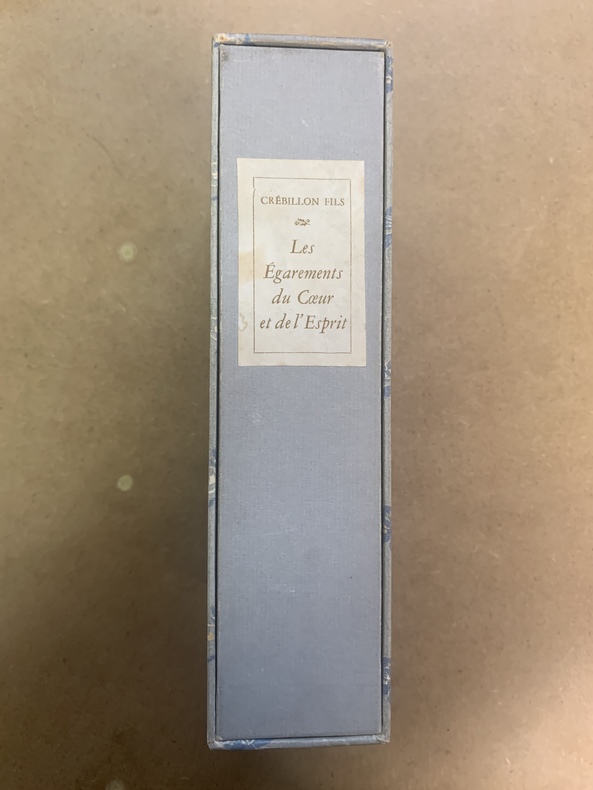 CRÉBILLON FILS
Les
Égarements
du Cœur
et de l'Esprit